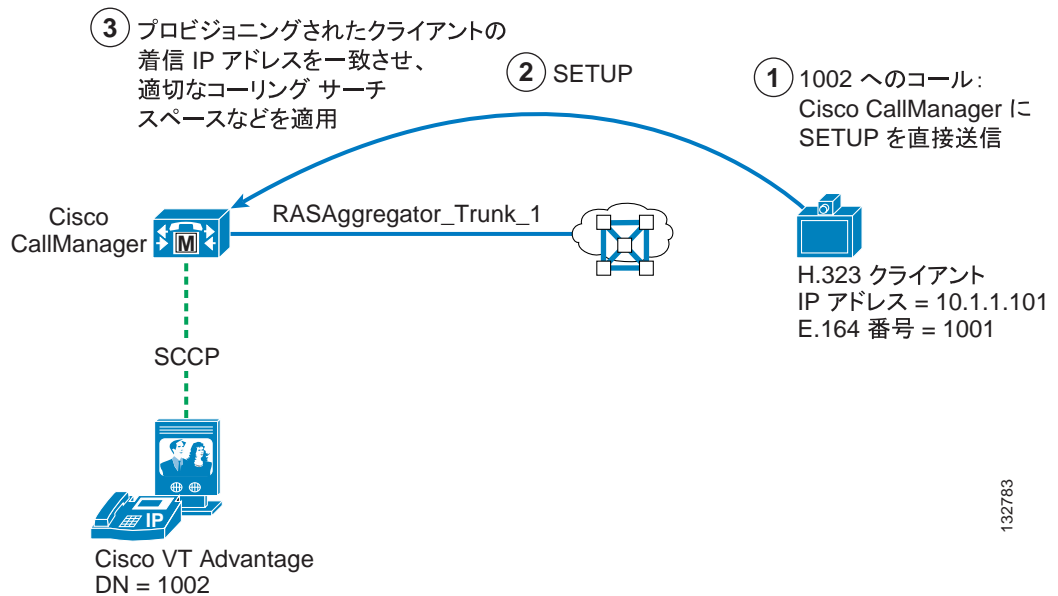 3 プロビジョニングされたクライアントの
着信 IP アドレスを一致させ、
適切なコーリング サーチ
スペースなどを適用
2 SETUP
1 1002 へのコール:
Cisco CallManager に
SETUP を直接送信
Cisco
CallManager
M
RASAggregator_Trunk_1
H.323 クライアント
IP アドレス = 10.1.1.101
E.164 番号 = 1001
SCCP
IP
Cisco VT Advantage
DN = 1002
132783